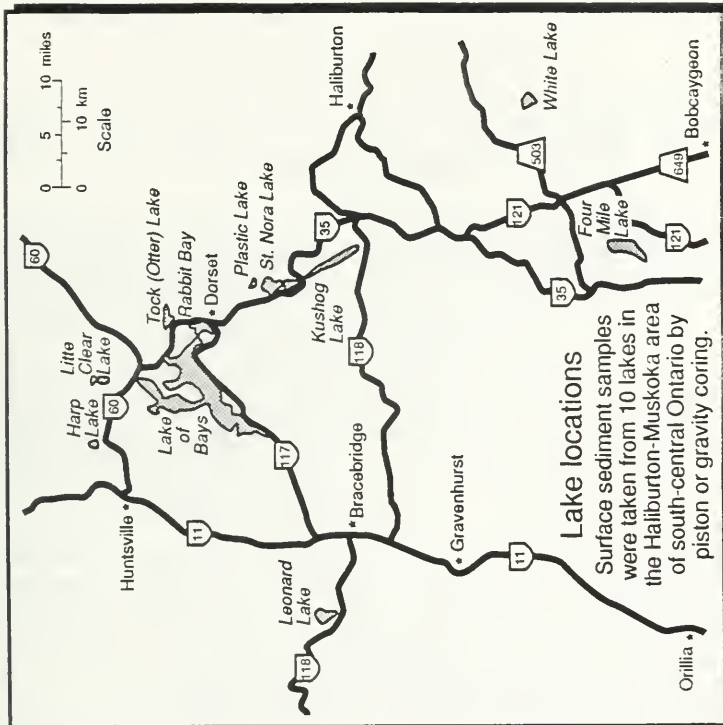 60
0 5 10 miles
0 10 km
Scale
Harp
Lake
60
Litte
Clear
Lake
Huntsville
Tock (Otter) Lake
Rabbit Bay
Dorset
Lake
of
Bays
11
117
Plastic Lake
St. Nora Lake
35
Leonard
Lake
118
Bracebridge
Kushog
Lake
118
Haliburton
Gravenhurst
11
121
503
White Lake
35
Four
Mile
Lake
121
649
Bobcaygeon
Lake locations
Surface sediment samples
were taken from 10 lakes in
the Haliburton-Muskoka area
of south-central Ontario by
piston or gravity coring.
Orillia